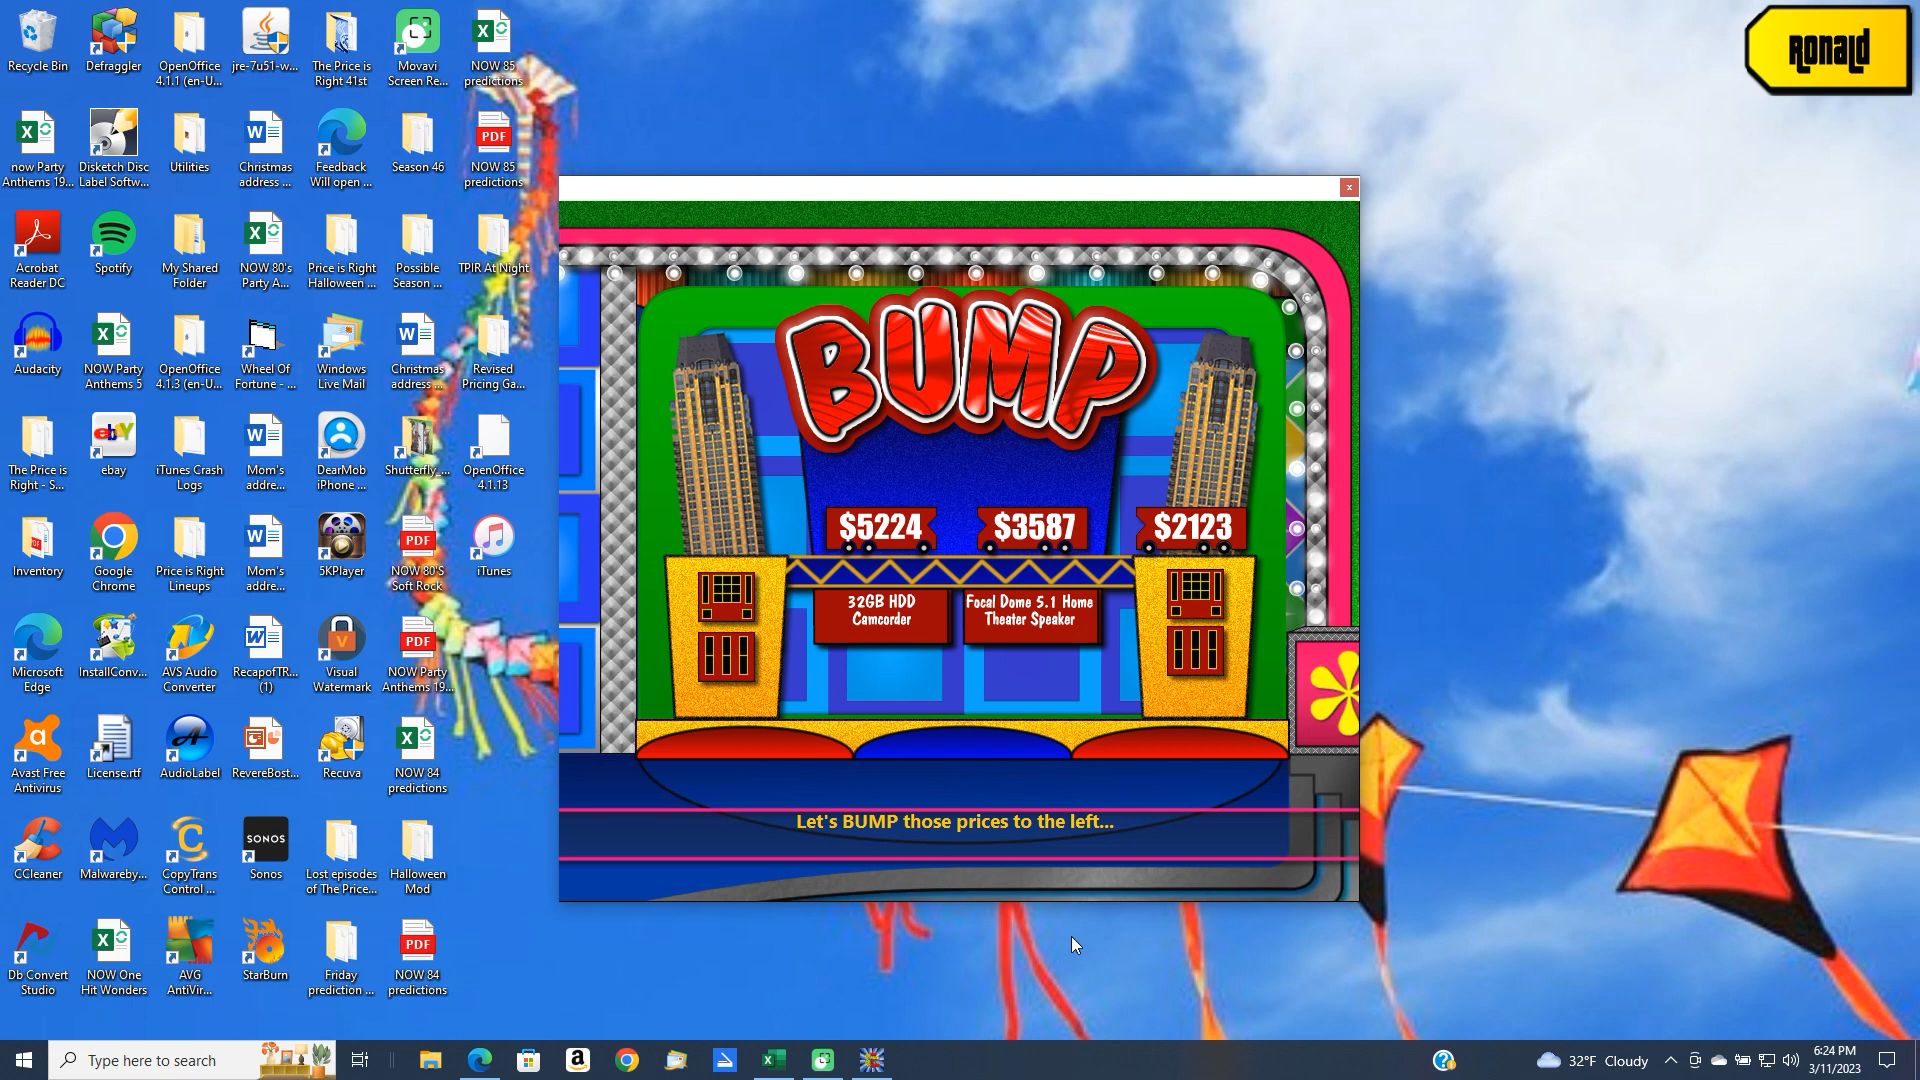 Recycle Bin
Defraggler
OpenOffice
4.1.1 (en-U...
jre-7u51-w...
The Price is
Right 41st
Movavi
Screen Re...
NOW 85
predictions
Ronald
now Party
Anthems 19...
Disketch Disc
Label Softw...
Utilities
Christmas
address ...
Feedback
Will open ...
Season 46
PDF
NOW 85
predictions
Acrobat
Reader DC
Spotify
My Shared
Folder
NOW 80's
Party A...
Price is Right
Halloween ...
Possible
Season ...
TPIR At Night
Audacity
NOW Party
Anthems 5
OpenOffice
4.1.3 (en-U...
Wheel Of
Fortune - ...
Windows
Live Mail
Christmas
address ...
Revised
Pricing Ga...
The Price is
Right - S...
ebay
ebay
iTunes Crash
Logs
Mom's
addre...
DearMob
iPhone ...
Shutterfly_...
OpenOffice
4.1.13
Inventory
Google
Chrome
Price is Right
Lineups
Mom's
addre...
5KPlayer
PDF
NOW 80'S
Soft Rock
iTunes
Microsoft
Edge
InstallConv...
AVS Audio
Converter
RecapofTR...
(1)
Visual
Watermark
PDF
NOW Party
Anthems 19...
Avast Free
Antivirus
License.rtf
AudioLabel
RevereBost...
Recuva
NOW 84
predictions
CCleaner
Malwareby...
CopyTrans
Control ...
SONOS
Sonos
Lost episodes
of The Price...
Halloween
Mod
Db Convert
Studio
NOW One
Hit Wonders
AVG
AntiVir...
StarBurn
Friday
prediction ...
PDF
NOW 84
predictions
BUMP
$5224
$3587
$2123
32GB HDD
Camcorder
Focal Dome 5.1 Home
Theater Speaker
Let's BUMP those prices to the left...
Type here to search
32°F Cloudy
6:24 PM
3/11/2023